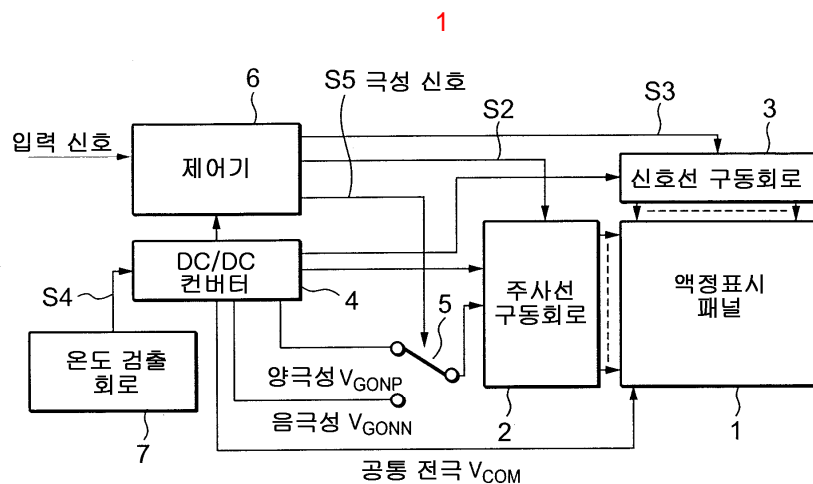 1
6
S5 극성 신호
S2
S3
3
입력 신호
제어기
신호선 구동회로
DC/DC
컨버터
S4
4
5
주사선
구동회로
액정표시
패널
온도 검출
회로
7
양극성 VGONP
음극성 VGONN
2
1
공통 전극 VCOM